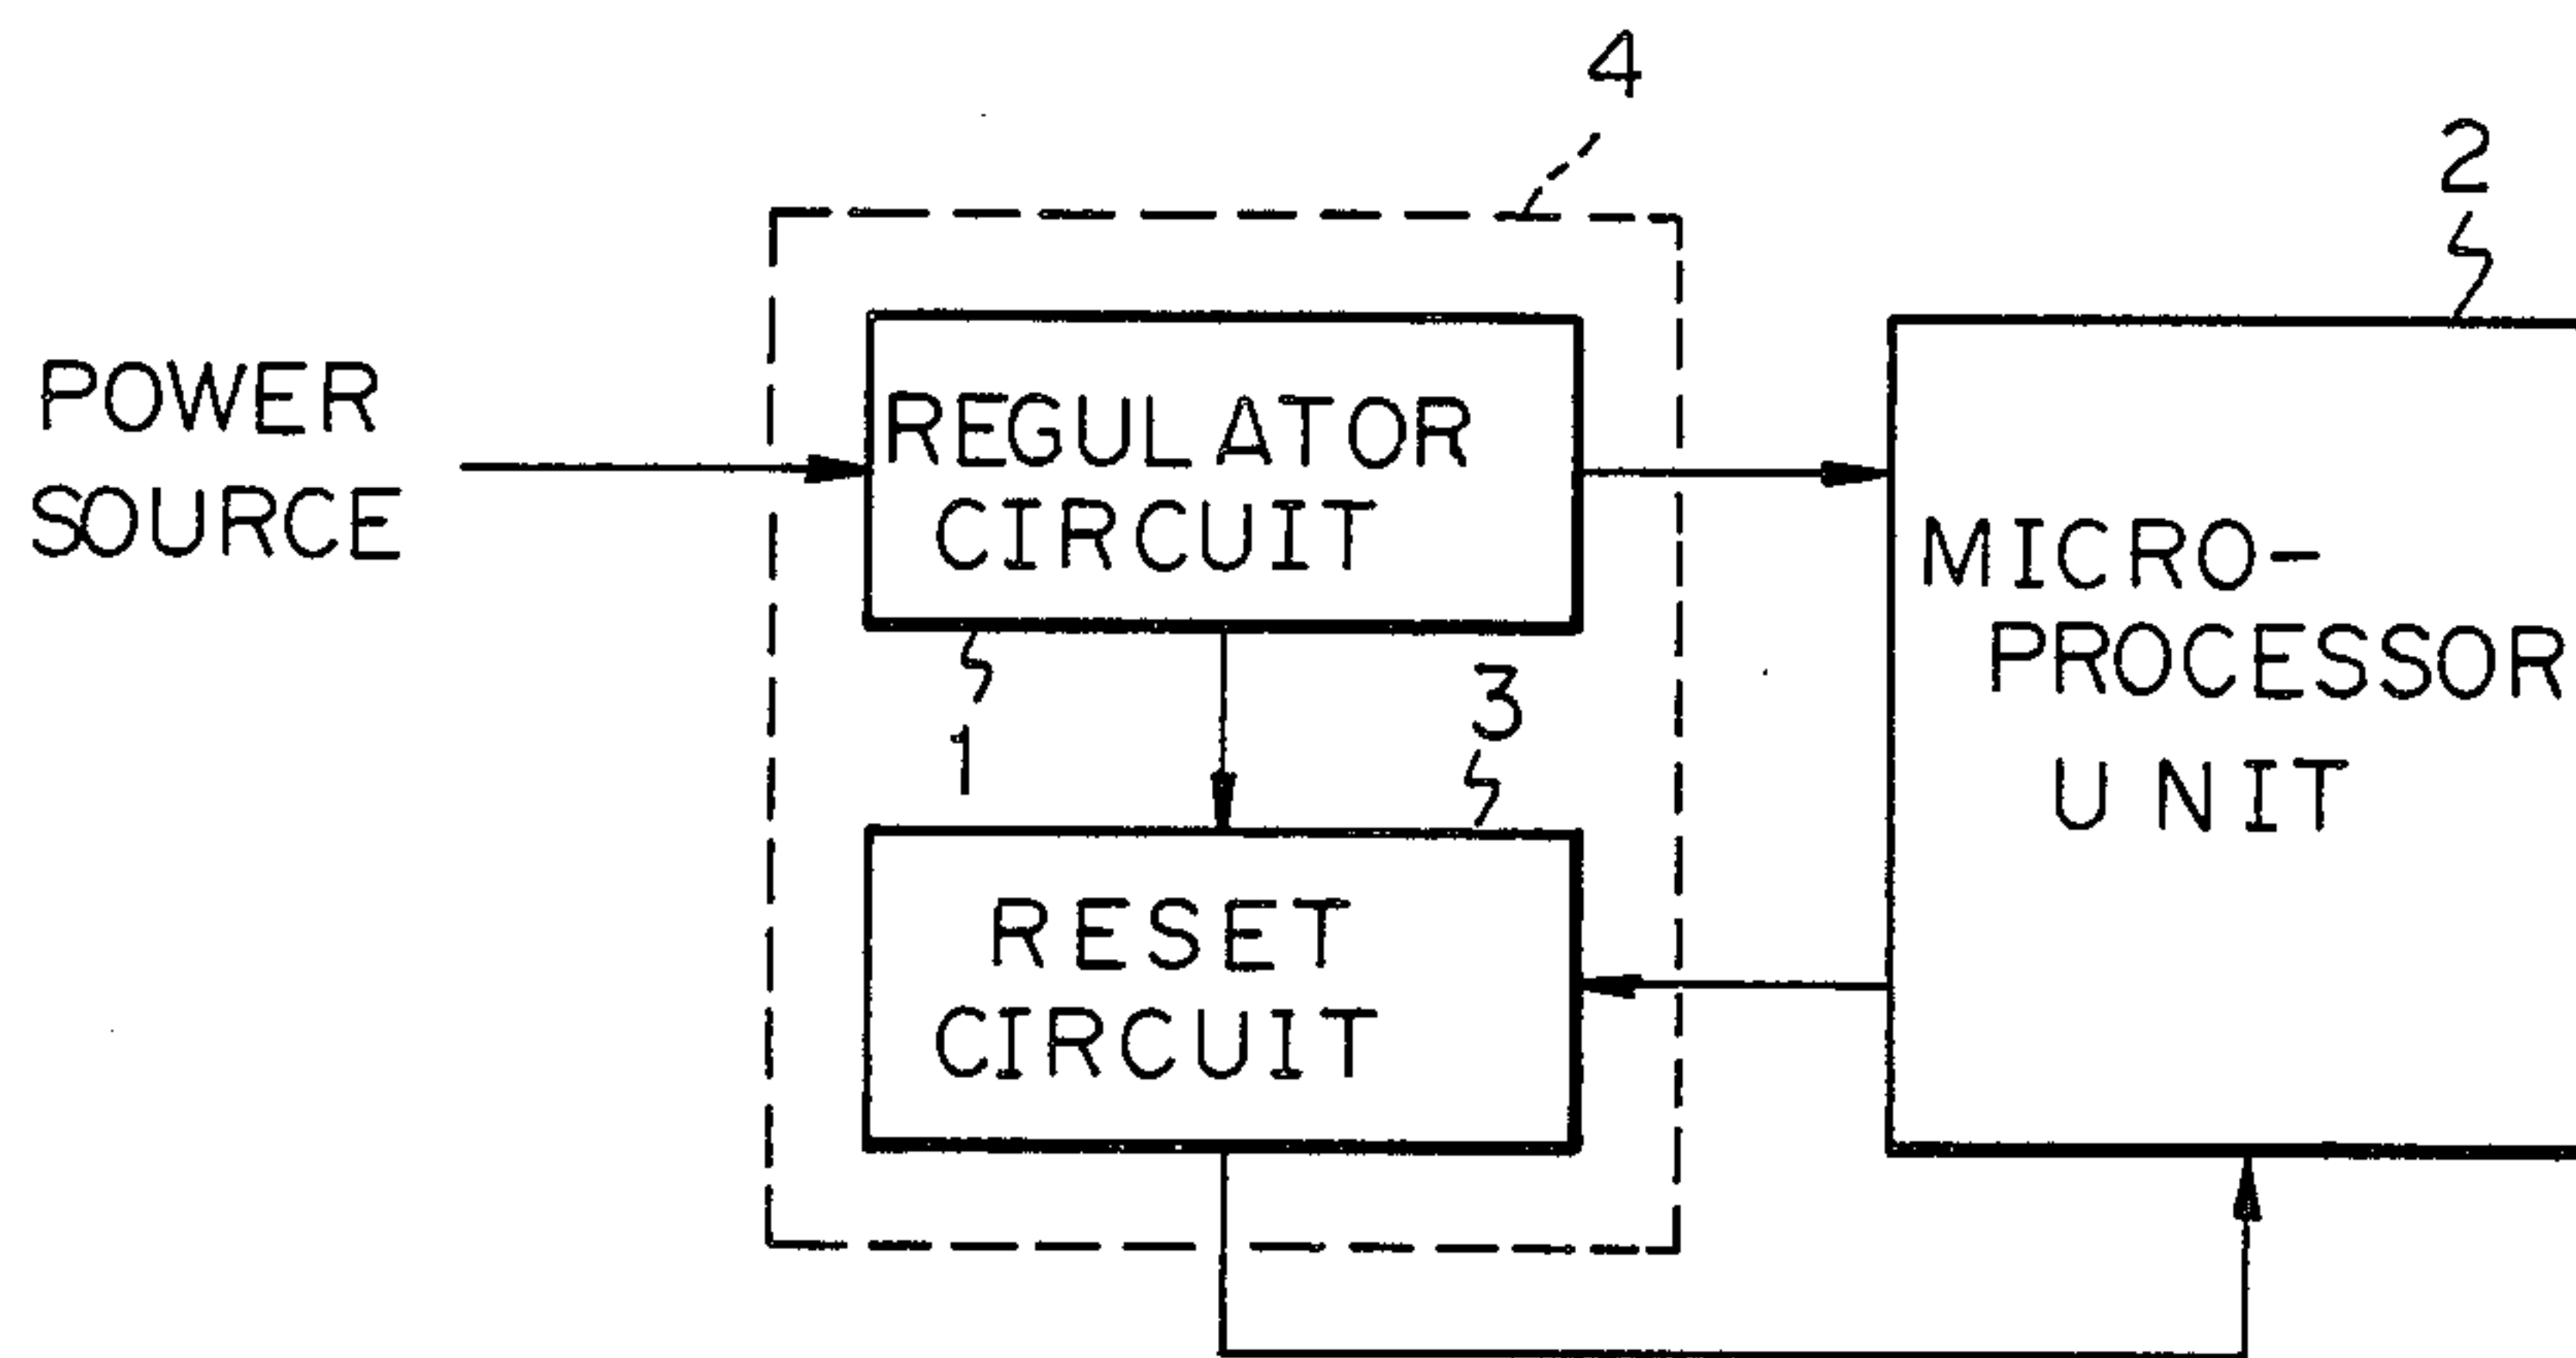 4
2
POWER
SOURCE
REGULATOR
CIRCUIT
MICRO-
PROCESSOR
UNIT
1
3
RESET
CIRCUIT